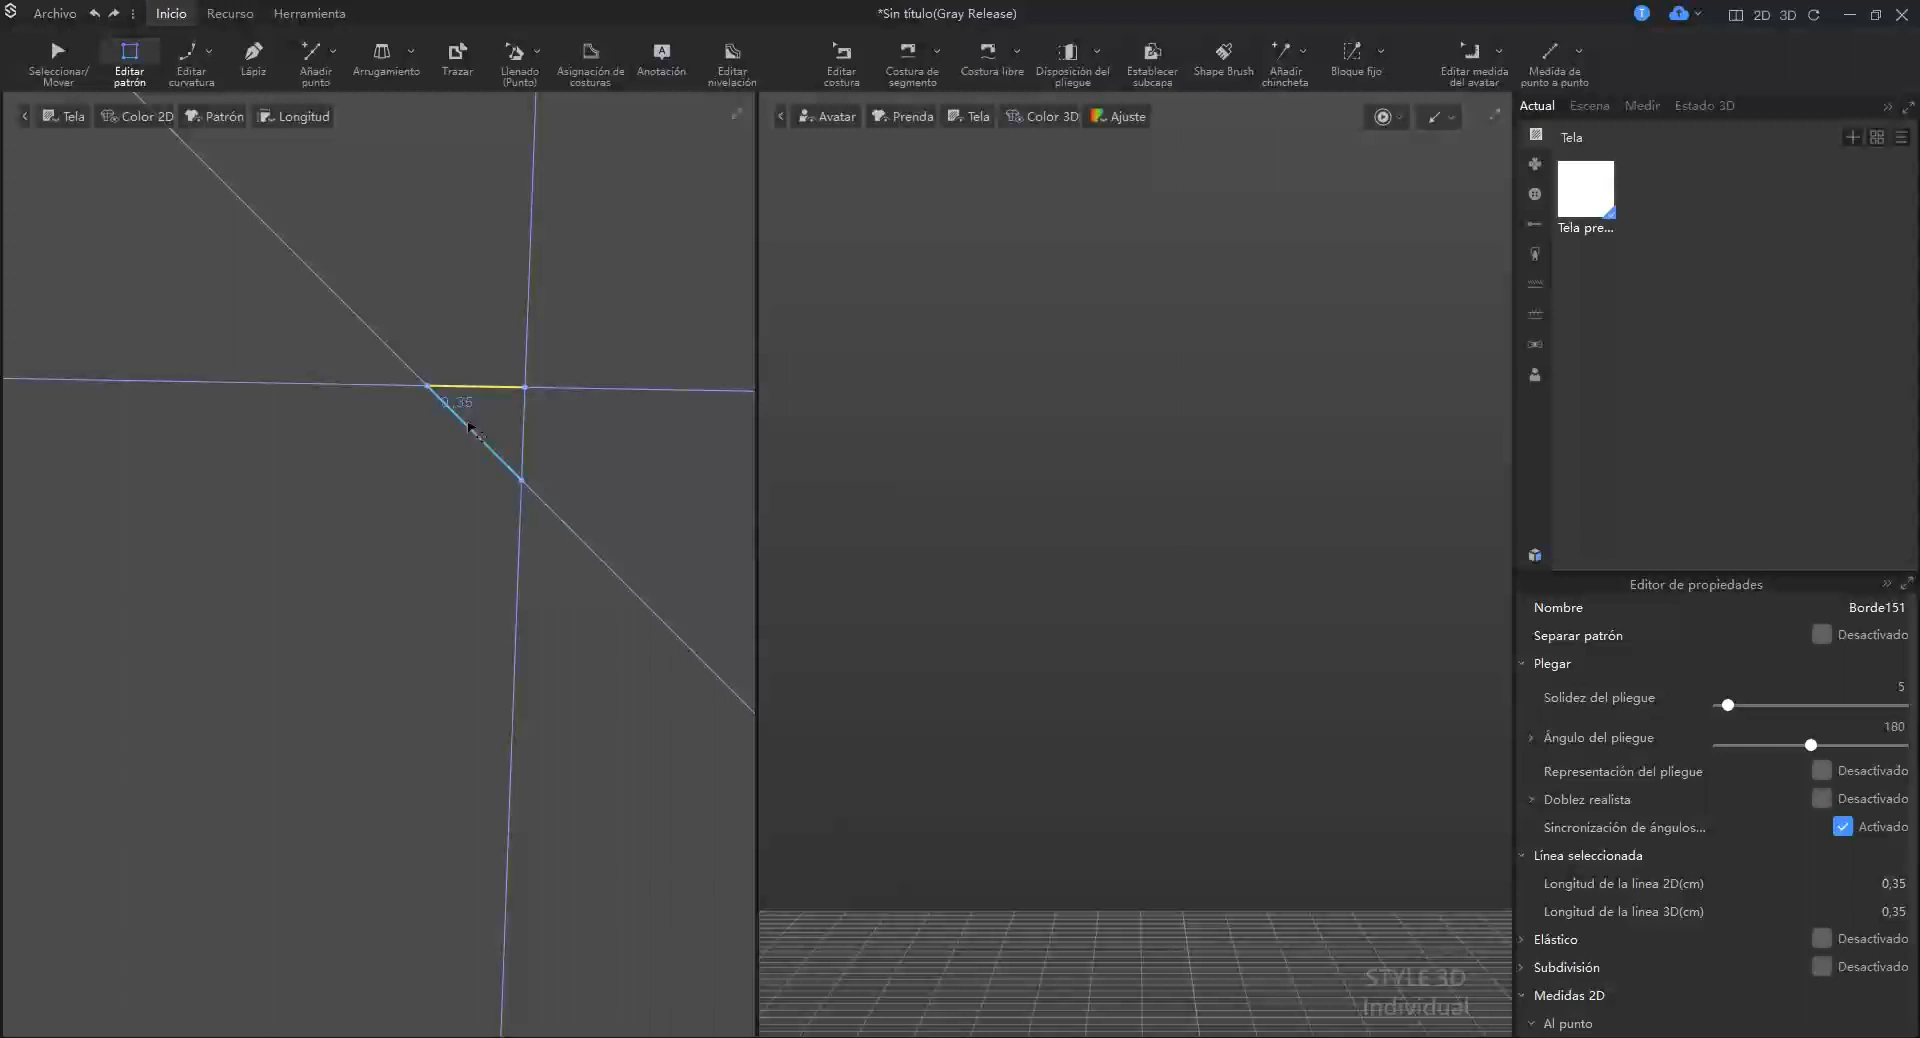 Archivo Inicio Recurso Herramienta *Sin título(Gray Release) T 2D 3D
Seleccionar/
Mover
Editar
patrón
Editar
curvatura
Lápiz
Añadir
punto
Arrugamiento
Trazar
Llenado
(Punto)
Asignación de
costuras
Anotación
Editar
nivelación
Editar
costura
Costura de
segmento
Costura libre
Disposición del
pliegue
Establecer
subcapa
Shape Brush
Añadir
chincheta
Bloque fijo
Editar medida
del avatar
Medida de
punto a punto
Tela Color 2D Patrón Longitud
Avatar Prenda Tela Color 3D Ajuste
0,35
STYLE 3D
Individual
Actual Escena Medir Estado 3D
Tela
Tela pre...
Editor de propiedades
Nombre Borde151
Separar patrón Desactivado
Plegar
5
Solidez del pliegue
180
Ángulo del pliegue
Representación del pliegue Desactivado
Doblez realista Desactivado
Sincronización de ángulos... Activado
Línea seleccionada
Longitud de la línea 2D(cm) 0,35
Longitud de la línea 3D(cm) 0,35
Elástico Desactivado
Subdivisión Desactivado
Medidas 2D
Al punto